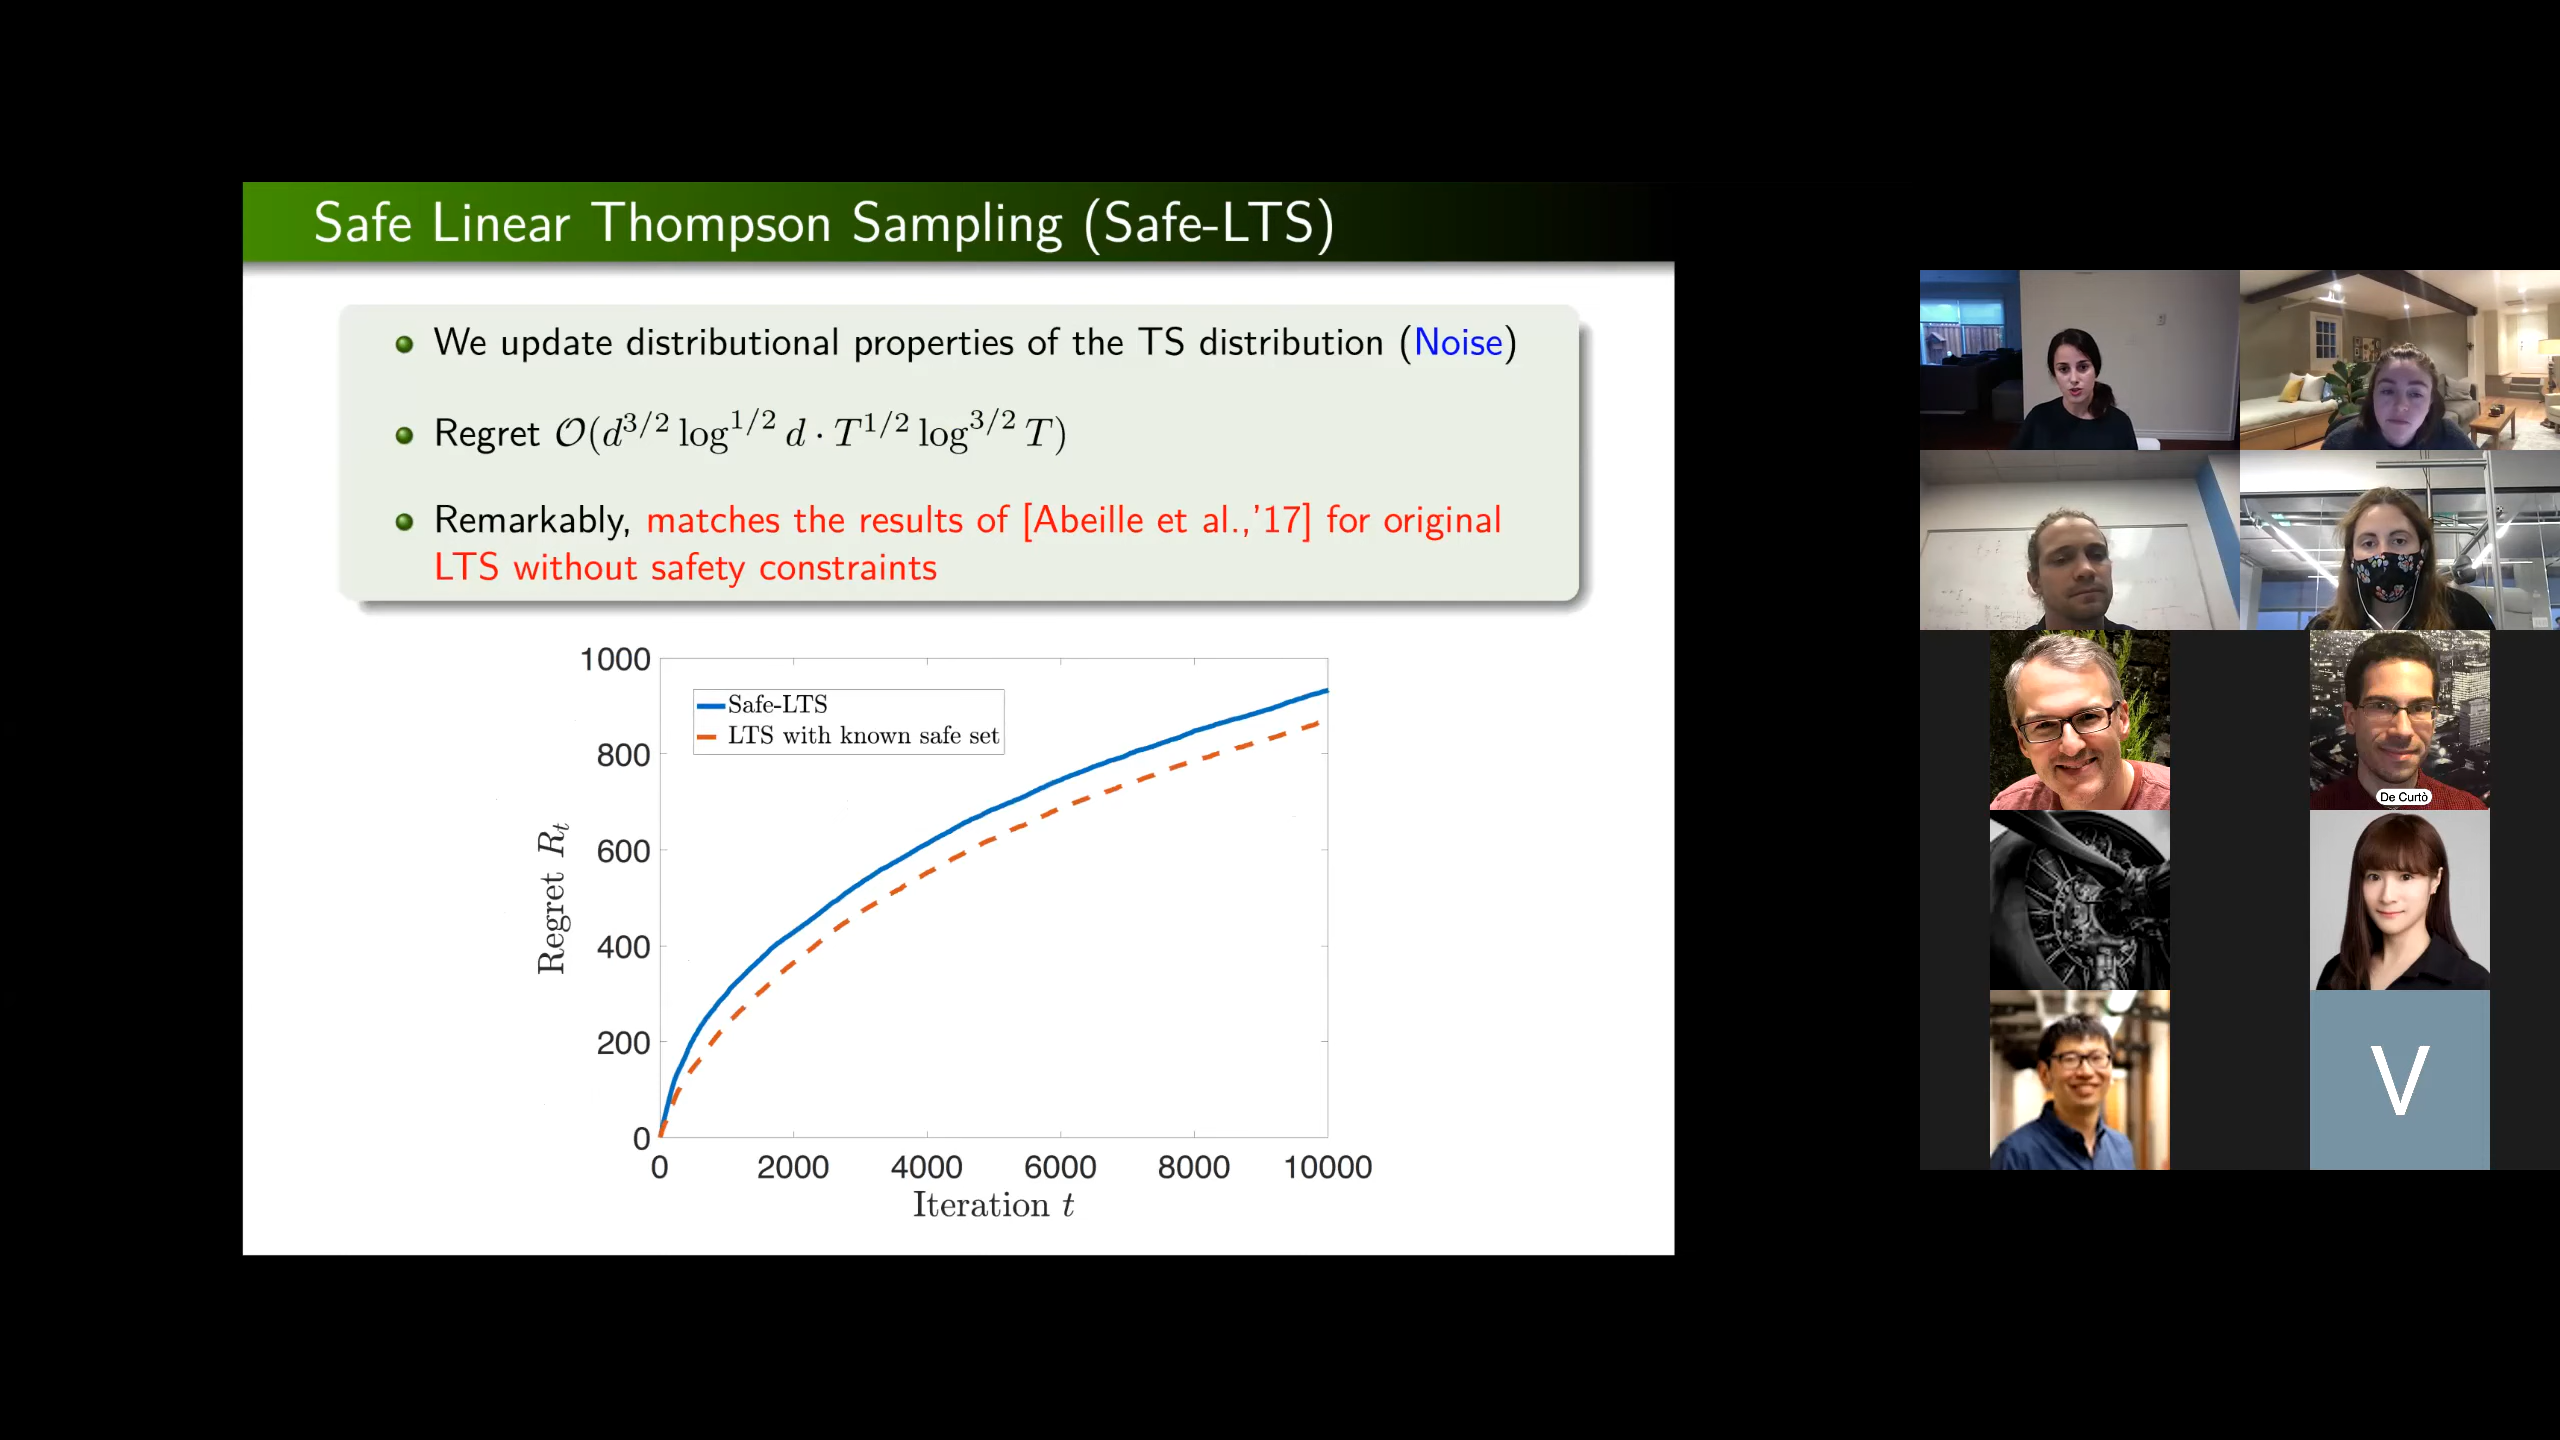 Safe Linear Thompson Sampling (Safe-LTS)
We update distributional properties of the TS distribution (Noise)
Regret 𝒪(d^{3/2} log^{1/2} d · T^{1/2} log^{3/2} T)
Remarkably, matches the results of [Abeille et al.,'17] for original
LTS without safety constraints
1000
800
600
400
200
0
Regret R_t
Safe-LTS
LTS with known safe set
0 2000 4000 6000 8000 10000
Iteration t
De Curtò
V